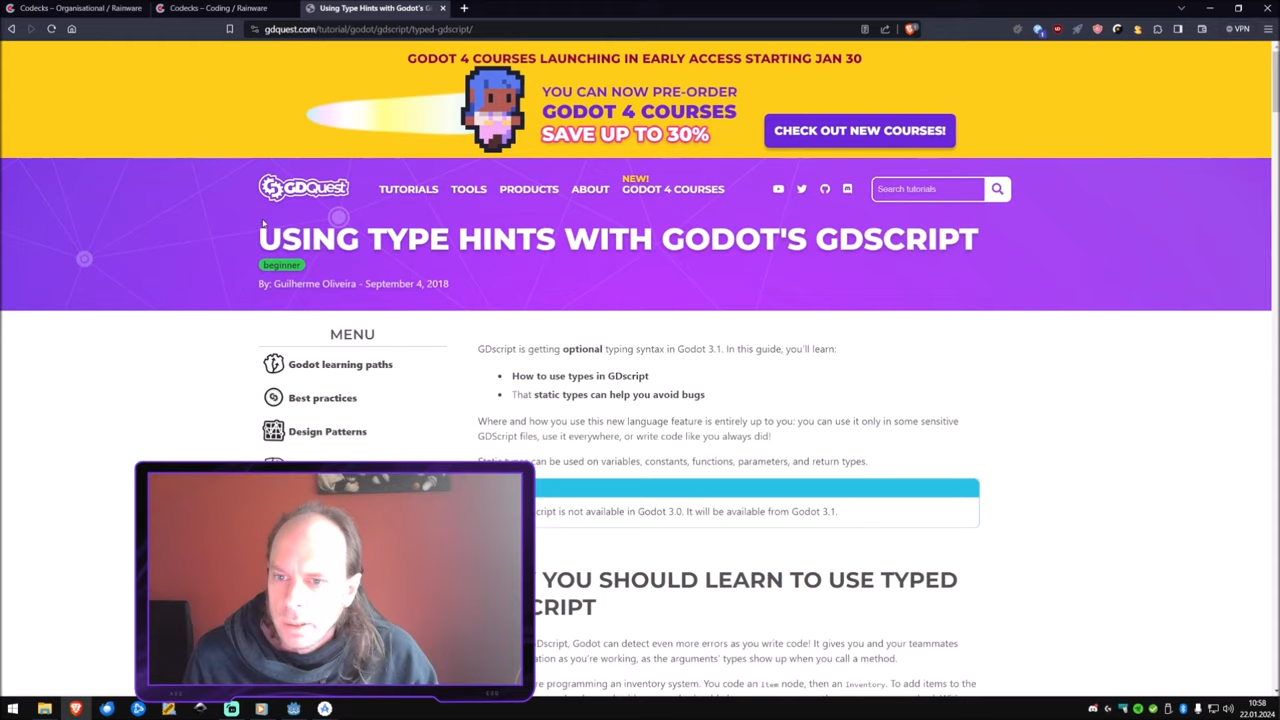 Codecks – Organisational / Rainware
Codecks – Coding / Rainware
Using Type Hints with Godot's G
gdquest.com/tutorial/godot/gdscript/typed-gdscript/
VPN
GODOT 4 COURSES LAUNCHING IN EARLY ACCESS STARTING JAN 30
YOU CAN NOW PRE-ORDER
GODOT 4 COURSES
SAVE UP TO 30%
CHECK OUT NEW COURSES!
GDQUEST
TUTORIALS
TOOLS
PRODUCTS
ABOUT
NEW!
GODOT 4 COURSES
Search tutorials
USING TYPE HINTS WITH GODOT'S GDSCRIPT
beginner
By: Guilherme Oliveira - September 4, 2018
MENU
Godot learning paths
Best practices
Design Patterns
GDscript is getting optional typing syntax in Godot 3.1. In this guide, you'll learn:
• How to use types in GDscript
• That static types can help you avoid bugs
Where and how you use this new language feature is entirely up to you: you can use it only in some sensitive
GDScript files, use it everywhere, or write code like you always did!
Static types can be used on variables, constants, functions, parameters, and return types.
cript is not available in Godot 3.0. It will be available from Godot 3.1.
YOU SHOULD LEARN TO USE TYPED
CRIPT
Dscript, Godot can detect even more errors as you write code! It gives you and your teammates
ation as you're working, as the arguments' types show up when you call a method.
re programming an inventory system. You code an Item node, then an Inventory. To add items to the
10:58
22.01.2024